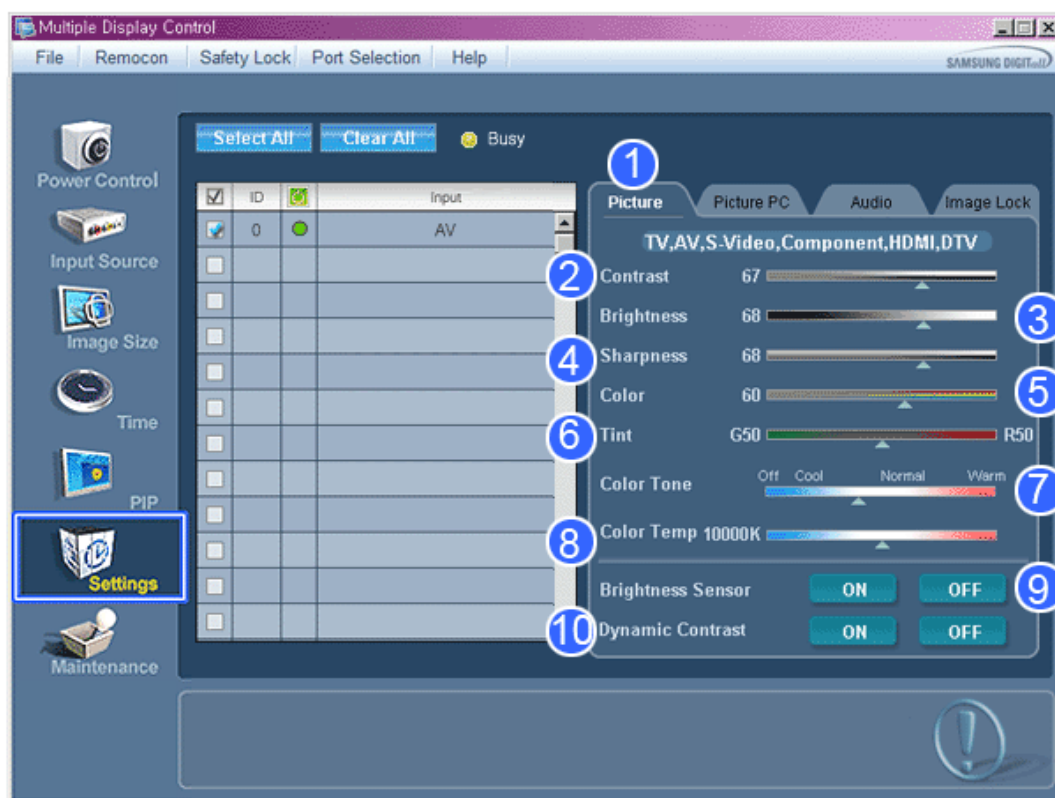 Multiple Display Control
File Remocon Safety Lock Port Selection Help
SAMSUNG DIGITall
Select All Clear All Busy
Power Control
Input Source
Image Size
Time
PIP
Settings
Maintenance
ID Input
0 AV
1
Picture Picture PC Audio Image Lock
TV,AV,S-Video,Component,HDMI,DTV
2 Contrast 67
Brightness 68 3
4 Sharpness 68
Color 60 5
6 Tint G50 R50
Off Cool Normal Warm
Color Tone 7
8 Color Temp 10000K
Brightness Sensor ON OFF 9
10 Dynamic Contrast ON OFF